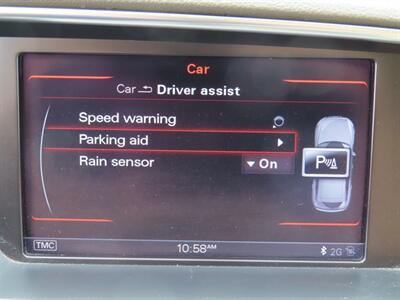 Car
Car Driver assist
Speed warning
Parking aid
Rain sensor
On
P
TMC
10:58AM
2G